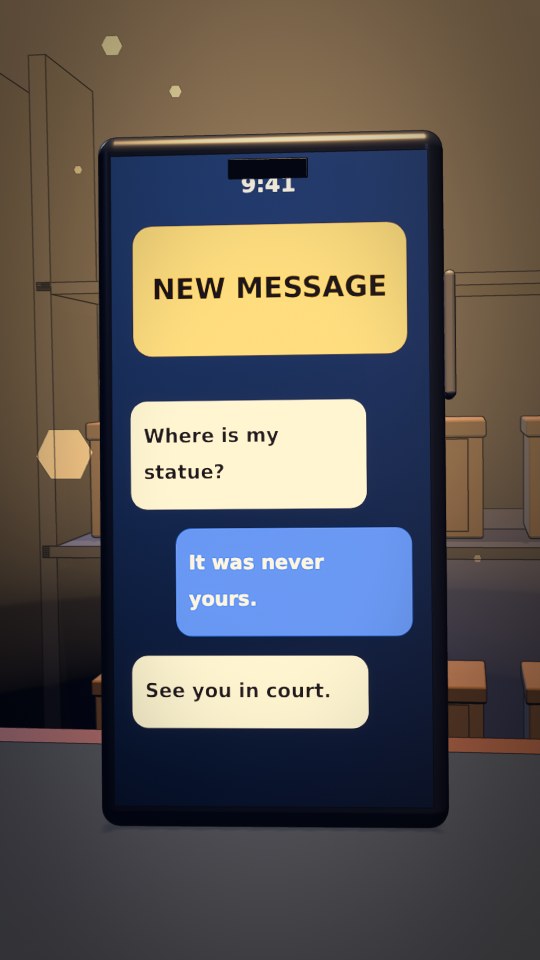 9:41
NEW MESSAGE
Where is my
statue?
It was never
yours.
See you in court.